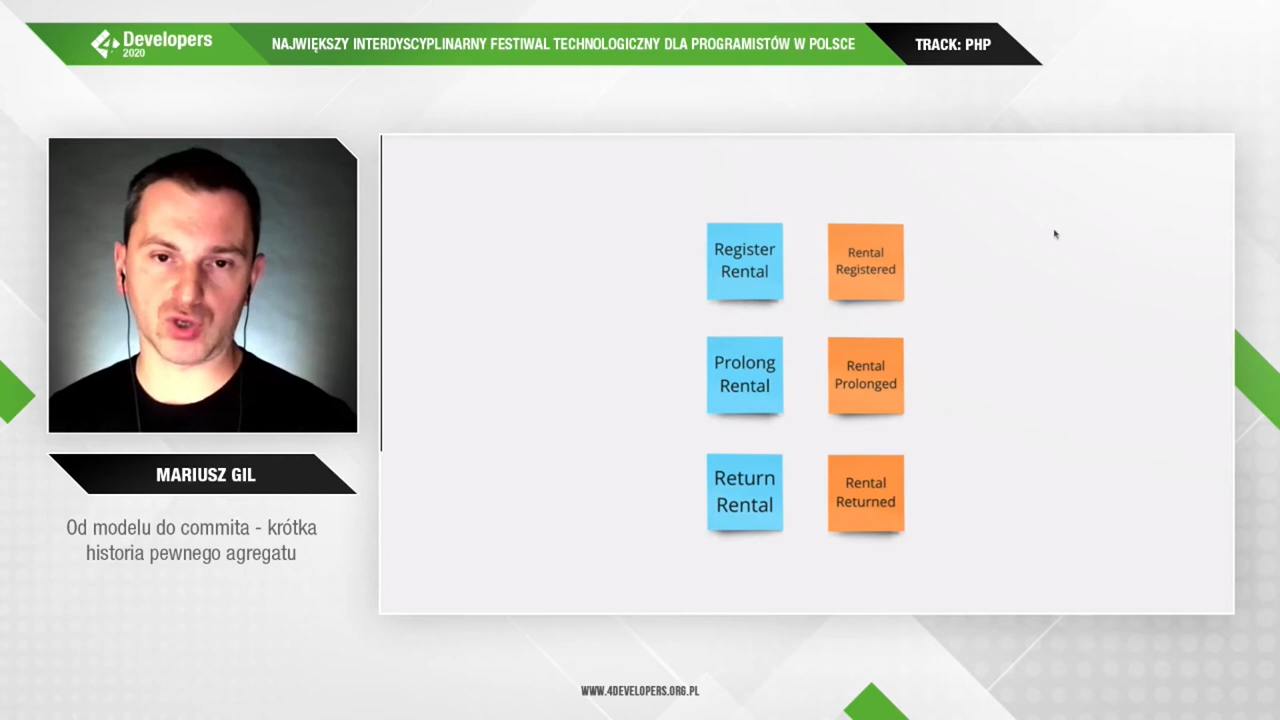 4 Developers
2020
NAJWIĘKSZY INTERDYSCYPLINARNY FESTIWAL TECHNOLOGICZNY DLA PROGRAMISTÓW W POLSCE
TRACK: PHP
Register
Rental
Rental
Registered
Prolong
Rental
Rental
Prolonged
Return
Rental
Rental
Returned
MARIUSZ GIL
Od modelu do commita - krótka
historia pewnego agregatu
WWW.4DEVELOPERS.ORG.PL